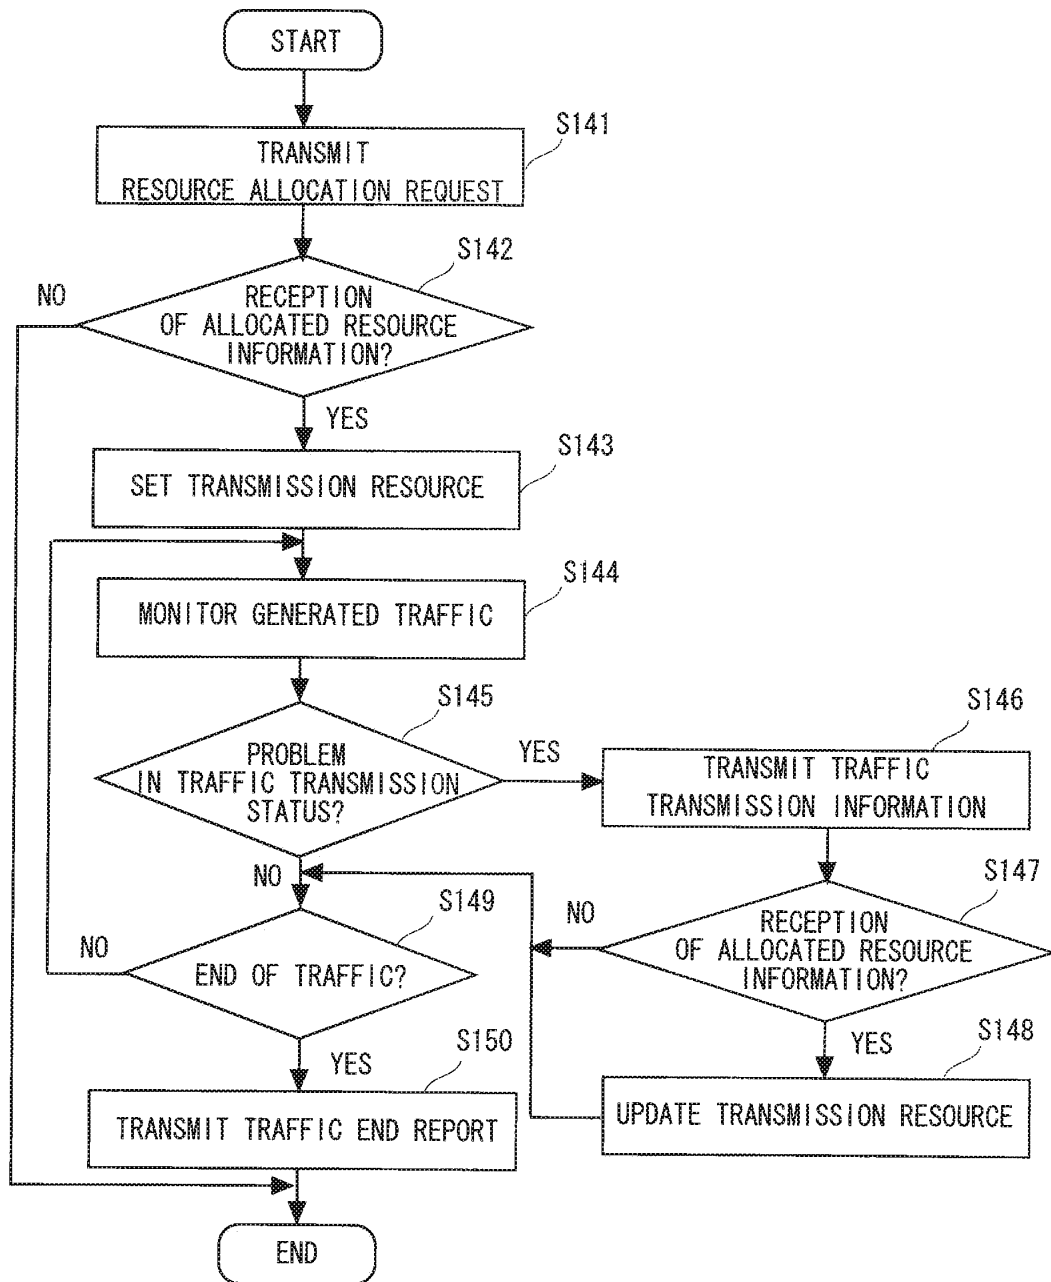 START
S141
TRANSMIT
RESOURCE ALLOCATION REQUEST
S142
NO
RECEPTION
OF ALLOCATED RESOURCE
INFORMATION?
YES
S143
SET TRANSMISSION RESOURCE
S144
MONITOR GENERATED TRAFFIC
S145
PROBLEM
IN TRAFFIC TRANSMISSION
STATUS?
YES
S146
TRANSMIT TRAFFIC
TRANSMISSION INFORMATION
NO
S147
NO
RECEPTION
OF ALLOCATED RESOURCE
INFORMATION?
S149
NO
END OF TRAFFIC?
YES
S148
UPDATE TRANSMISSION RESOURCE
YES
S150
TRANSMIT TRAFFIC END REPORT
END